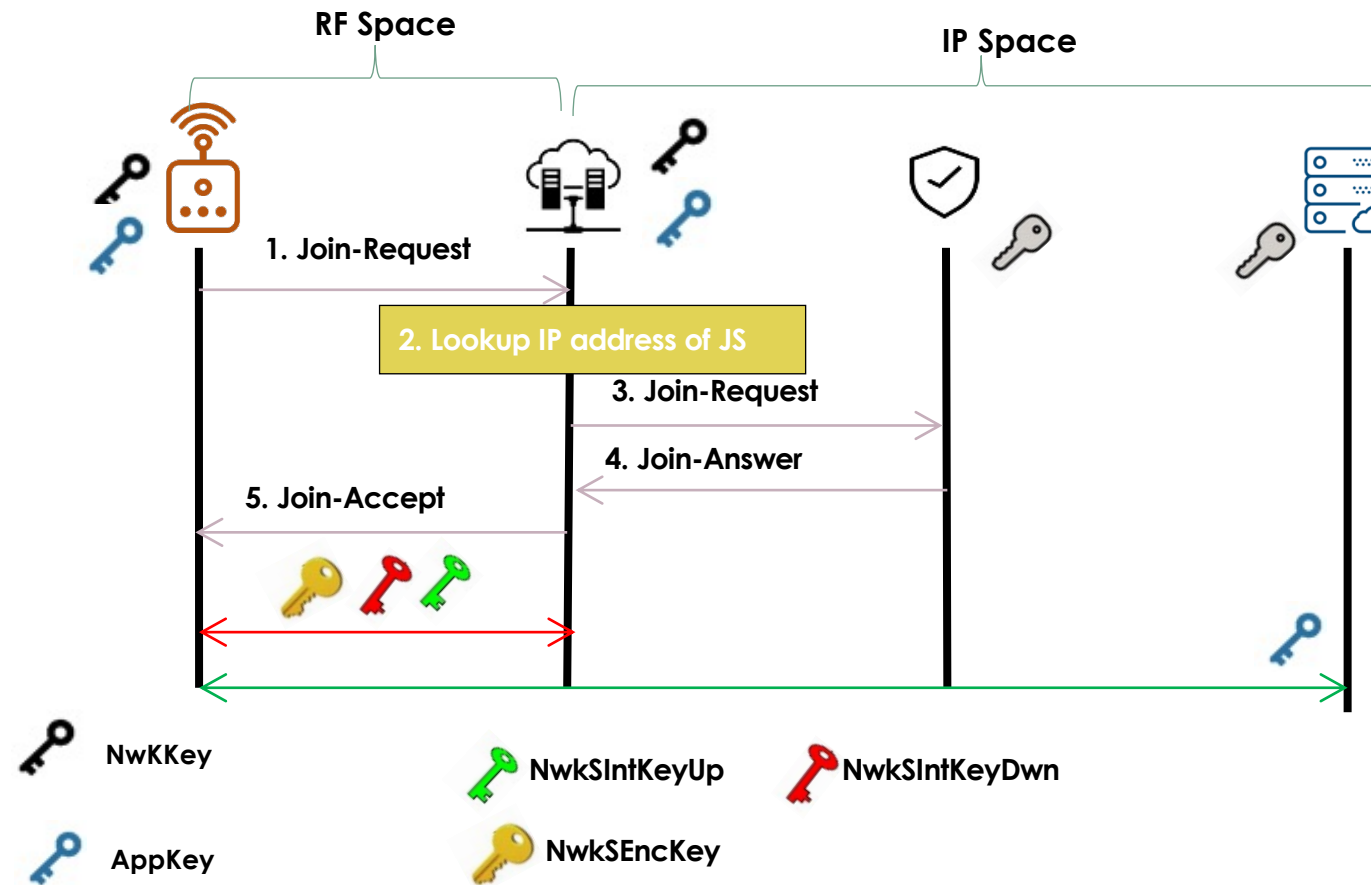 RF Space
IP Space
1. Join-Request
2. Lookup IP address of JS
3. Join-Request
4. Join-Answer
5. Join-Accept
NwKKey
NwkSIntKeyUp
NwkSIntKeyDwn
AppKey
NwkSEncKey